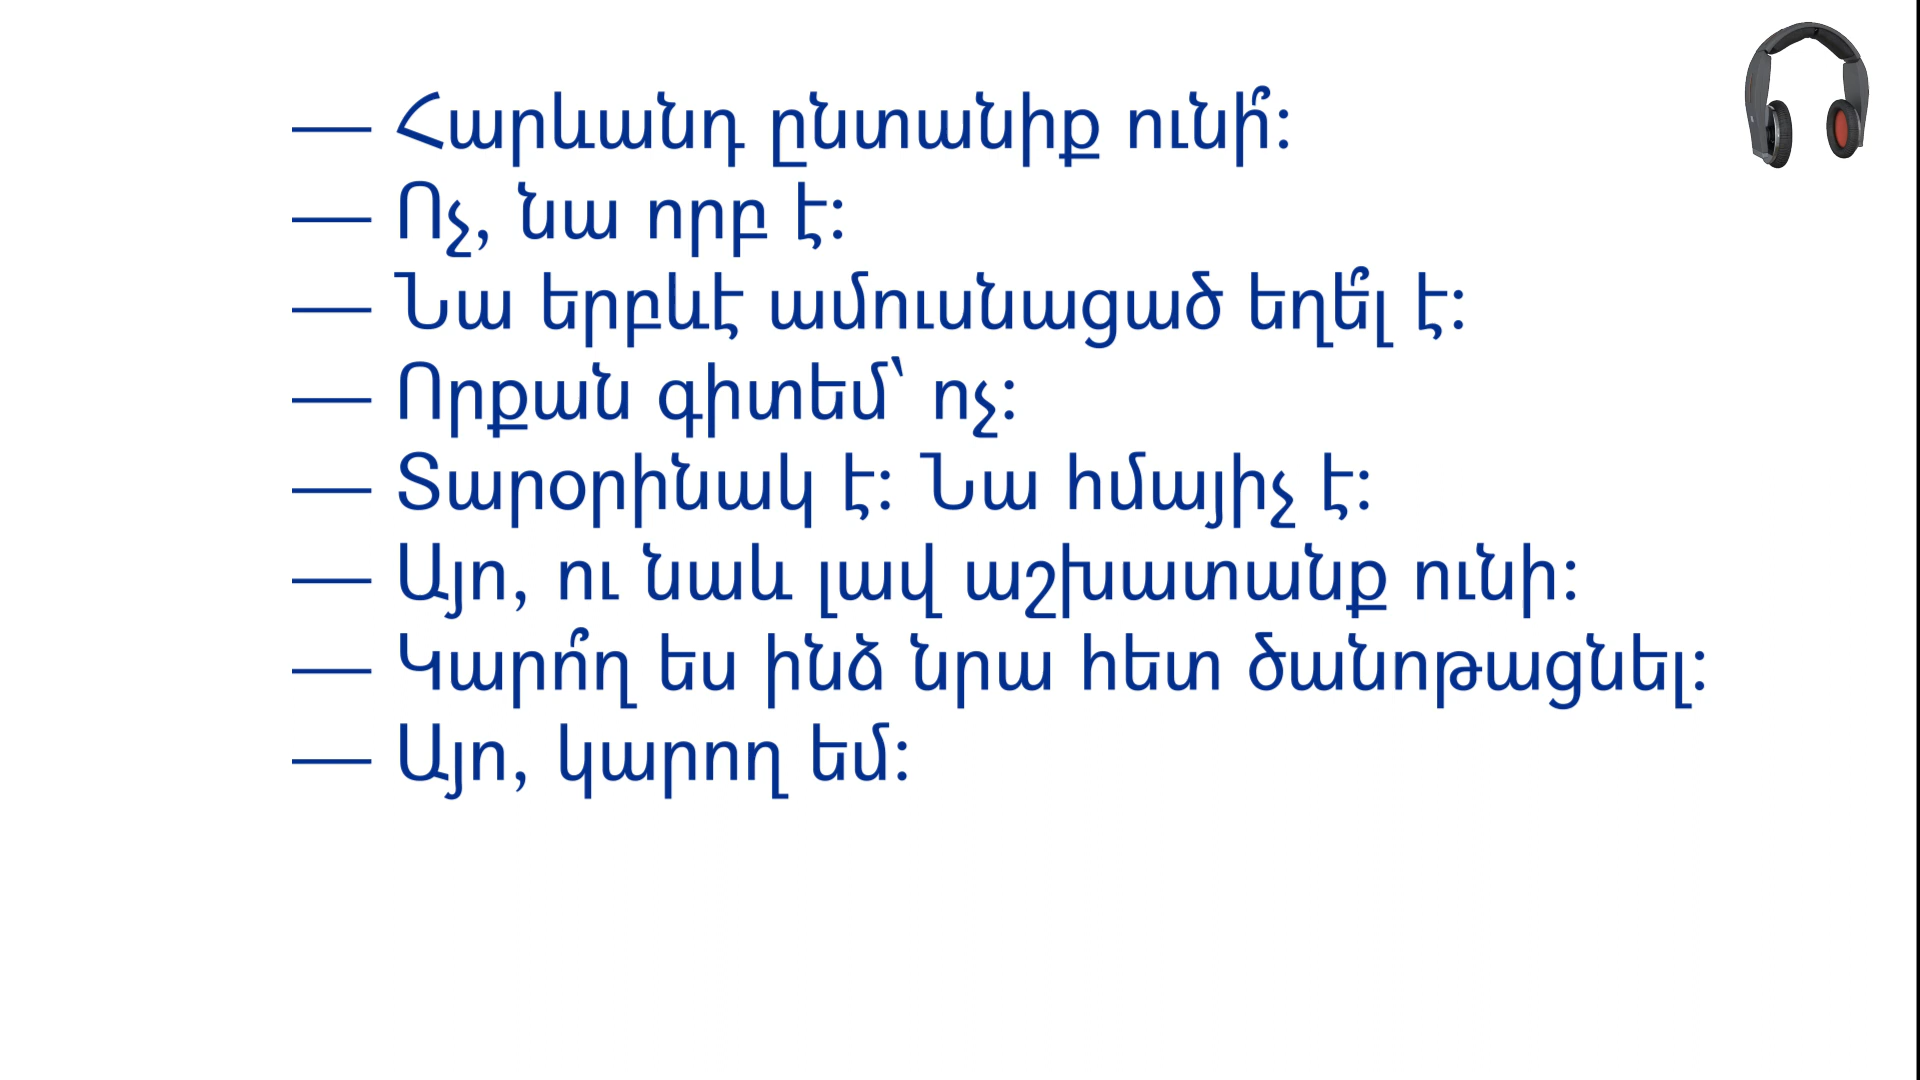 — Հարևանդ ընտանիք ունի՞։
— Ոչ, նա որբ է։
— Նա երբևէ ամուսնացած եղե՞լ է։
— Որքան գիտեմ՝ ոչ։
— Տարօրինակ է։ Նա հմայիչ է։
— Այո, ու նաև լավ աշխատանք ունի։
— Կարո՞ղ ես ինձ նրա հետ ծանոթացնել։
— Այո, կարող եմ։